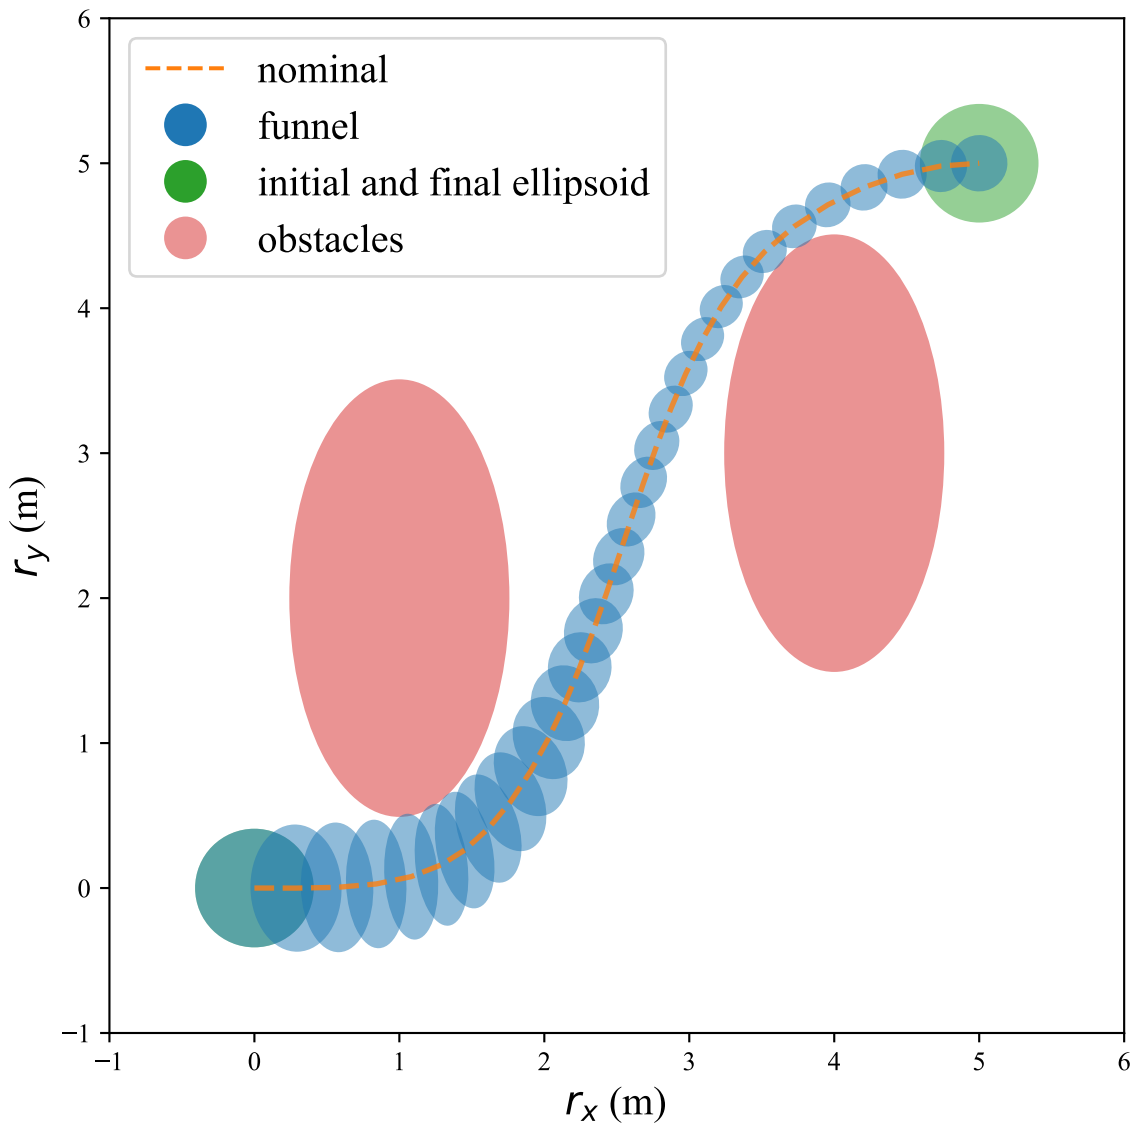 6
5
4
3
2
1
0
−1
nominal
funnel
initial and final ellipsoid
obstacles
r_y (m)
−1 0 1 2 3 4 5 6
r_x (m)